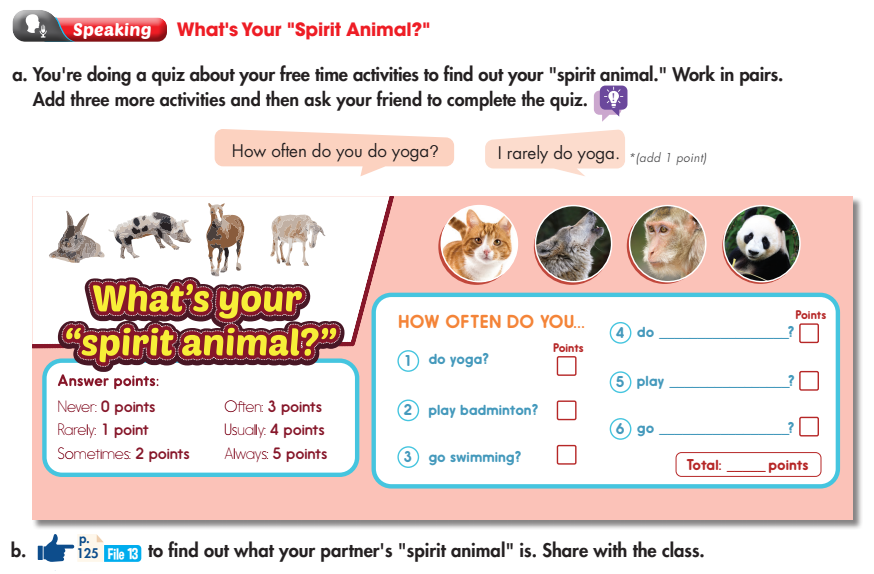 Speaking What's Your "Spirit Animal?"
a. You're doing a quiz about your free time activities to find out your "spirit animal." Work in pairs.
Add three more activities and then ask your friend to complete the quiz.
How often do you do yoga?
I rarely do yoga. *(add 1 point)
What's your
"spirit animal?"
Answer points:
Never: 0 points
Rarely: 1 point
Sometimes: 2 points
Often: 3 points
Usually: 4 points
Always: 5 points
HOW OFTEN DO YOU...
Points
1 do yoga?
2 play badminton?
3 go swimming?
Points
4 do ____________________?
5 play ____________________?
6 go ____________________?
Total: ______ points
b. p. 125 File 13 to find out what your partner's "spirit animal" is. Share with the class.